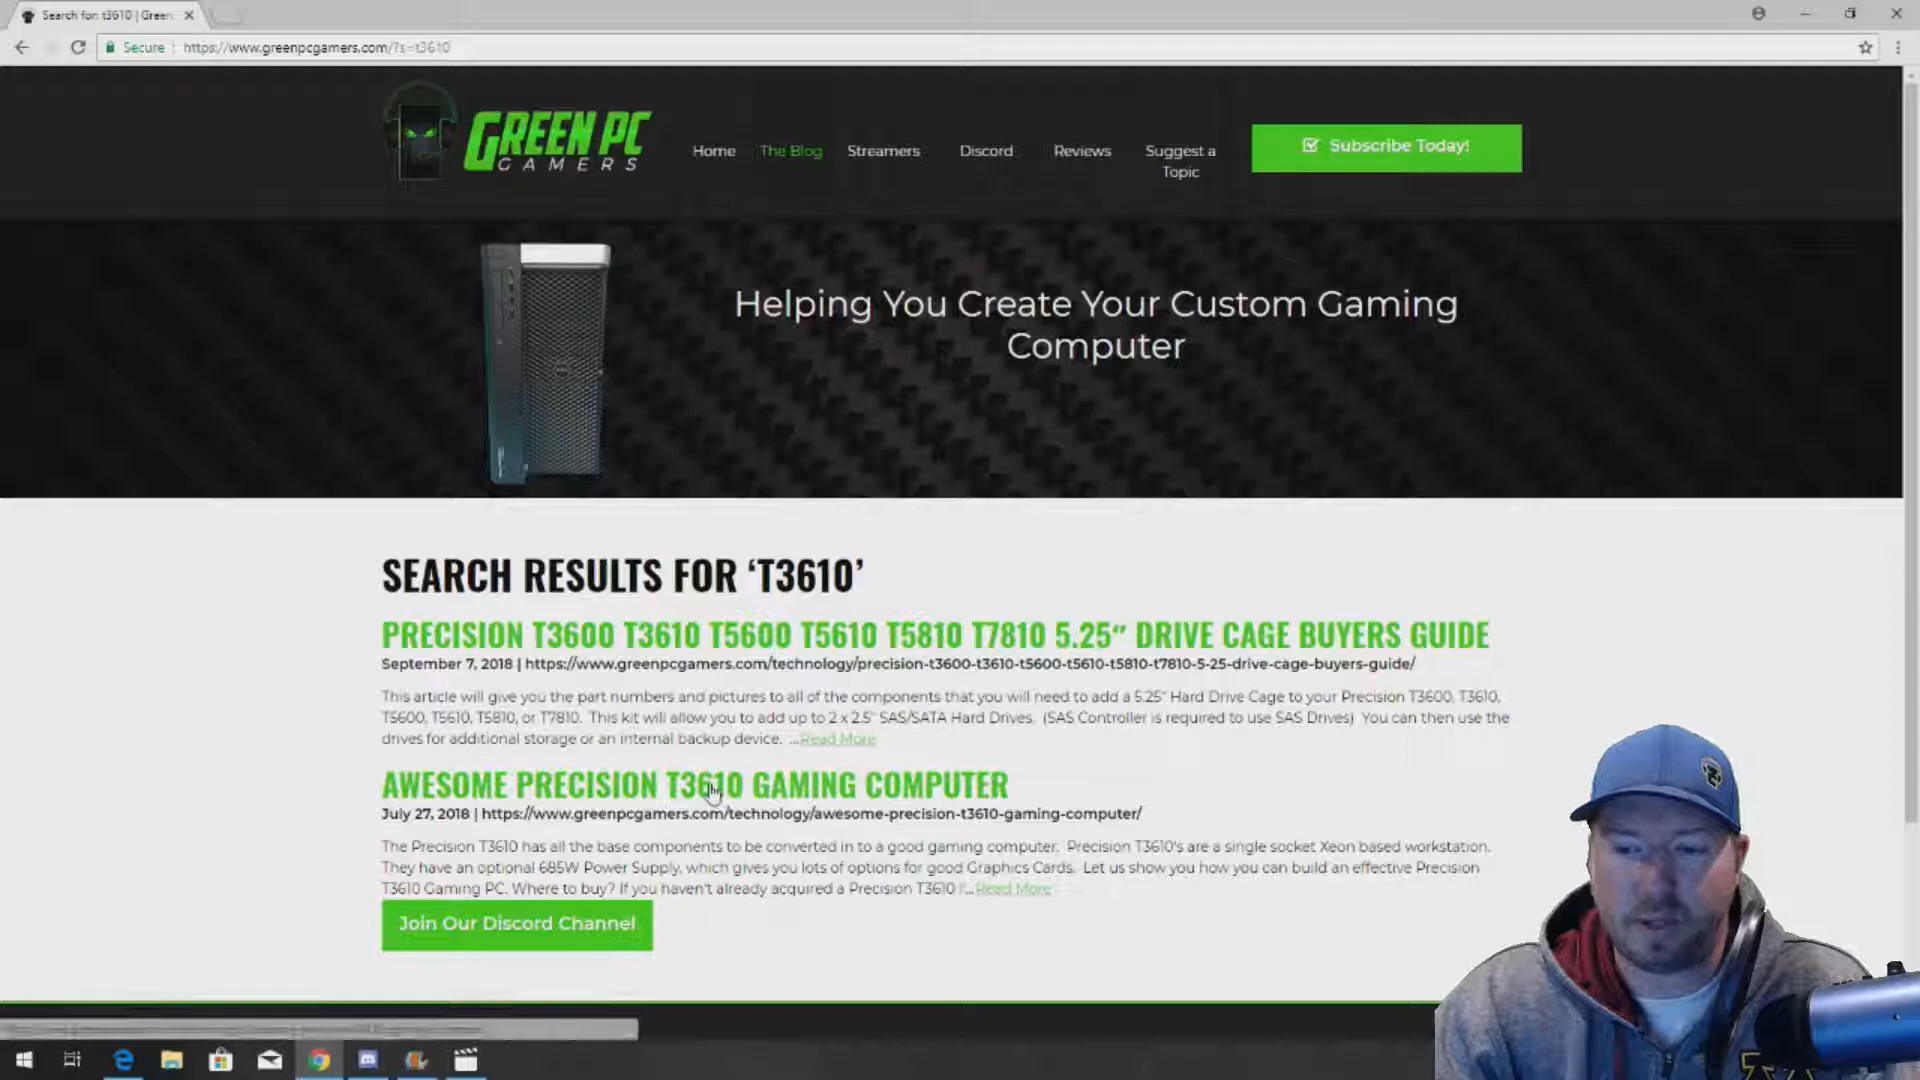 Search for: t3610 | Green
Secure
https://www.greenpcgamers.com/?s=t3610
GREEN PC
GAMERS
Home
The Blog
Streamers
Discord
Reviews
Suggest a
Topic
Subscribe Today!
Helping You Create Your Custom Gaming
Computer
SEARCH RESULTS FOR ‘T3610’
PRECISION T3600 T3610 T5600 T5610 T5810 T7810 5.25″ DRIVE CAGE BUYERS GUIDE
September 7, 2018 | https://www.greenpcgamers.com/technology/precision-t3600-t3610-t5600-t5610-t5810-t7810-5-25-drive-cage-buyers-guide/
This article will give you the part numbers and pictures to all of the components that you will need to add a 5.25" Hard Drive Cage to your Precision T3600, T3610,
T5600, T5610, T5810, or T7810. This kit will allow you to add up to 2 x 2.5" SAS/SATA Hard Drives. (SAS Controller is required to use SAS Drives) You can then use the
drives for additional storage or an internal backup device. ...Read More
AWESOME PRECISION T3610 GAMING COMPUTER
July 27, 2018 | https://www.greenpcgamers.com/technology/awesome-precision-t3610-gaming-computer/
The Precision T3610 has all the base components to be converted in to a good gaming computer. Precision T3610's are a single socket Xeon based workstation.
They have an optional 685W Power Supply, which gives you lots of options for good Graphics Cards. Let us show you how you can build an effective Precision
T3610 Gaming PC. Where to buy? If you haven't already acquired a Precision T3610 ...Read More
Join Our Discord Channel